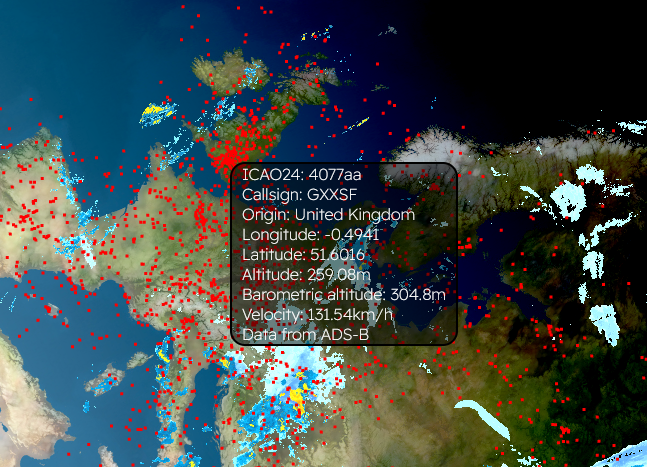 ICAO24: 4077aa
Callsign: GXXSF
Origin: United Kingdom
Longitude: -0.4941
Latitude: 51.6016
Altitude: 259.08m
Barometric altitude: 304.8m
Velocity: 131.54km/h
Data from ADS-B